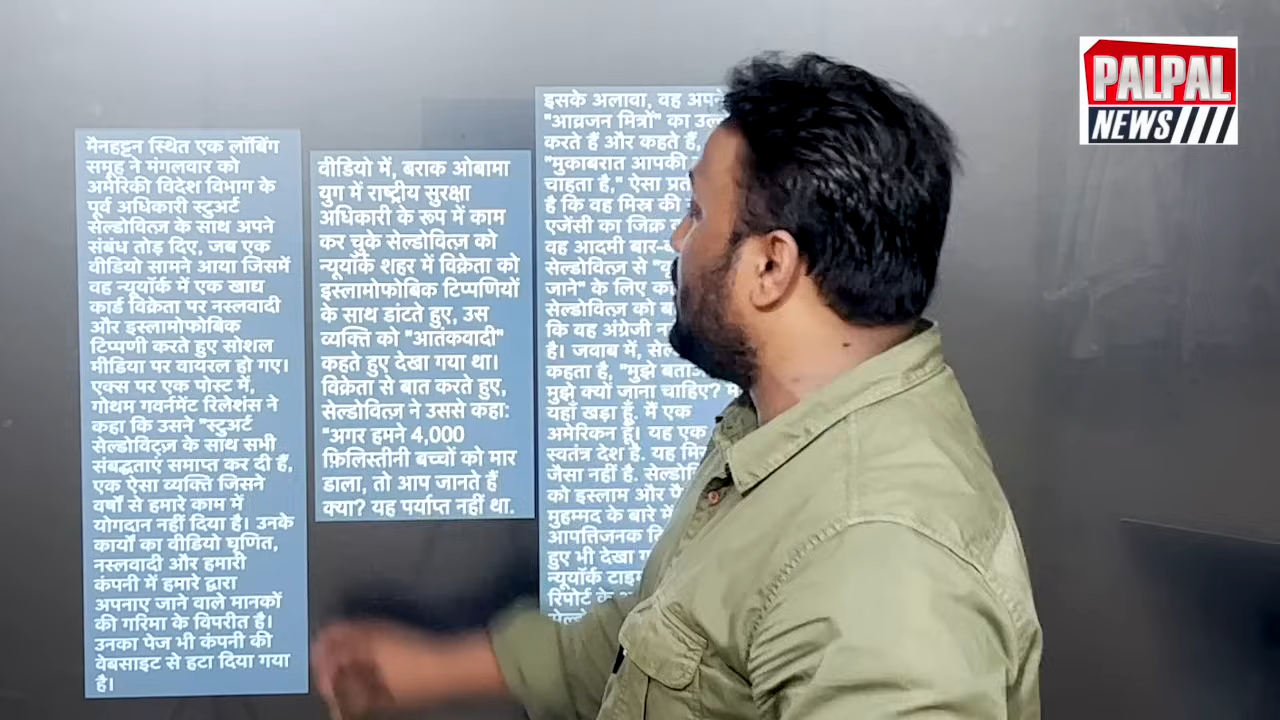 मैनहट्टन स्थित एक लॉबिंग
समूह ने मंगलवार को
अमेरिकी विदेश विभाग के
पूर्व अधिकारी स्टुअर्ट
सेल्डोवित्ज़ के साथ अपने
संबंध तोड़ दिए, जब एक
वीडियो सामने आया जिसमें
वह न्यूयॉर्क में एक खाद्य
कार्ड विक्रेता पर नस्लवादी
और इस्लामोफोबिक
टिप्पणी करते हुए सोशल
मीडिया पर वायरल हो गए।
एक्स पर एक पोस्ट में,
गोथम गवर्नमेंट रिलेशंस ने
कहा कि उसने "स्टुअर्ट
सेल्डोविट्ज़ के साथ सभी
संबद्धताएं समाप्त कर दी हैं,
एक ऐसा व्यक्ति जिसने
वर्षों से हमारे काम में
योगदान नहीं दिया है। उनके
कार्यों का वीडियो घृणित,
नस्लवादी और हमारी
कंपनी में हमारे द्वारा
अपनाए जाने वाले मानकों
की गरिमा के विपरीत है।
उनका पेज भी कंपनी की
वेबसाइट से हटा दिया गया
है।
वीडियो में, बराक ओबामा
युग में राष्ट्रीय सुरक्षा
अधिकारी के रूप में काम
कर चुके सेल्डोवित्ज़ को
न्यूयॉर्क शहर में विक्रेता को
इस्लामोफोबिक टिप्पणियों
के साथ डांटते हुए, उस
व्यक्ति को "आतंकवादी"
कहते हुए देखा गया था।
विक्रेता से बात करते हुए,
सेल्डोवित्ज़ ने उससे कहा:
"अगर हमने 4,000
फ़िलिस्तीनी बच्चों को मार
डाला, तो आप जानते हैं
क्या? यह पर्याप्त नहीं था.
इसके अलावा, वह अपने
"आव्रजन मित्रों" का
करते हैं और कहते हैं,
"मुकाबरात आपकी
चाहता है," ऐसा
है कि वह मिस्र की
एजेंसी का जिक्र
वह आदमी
सेल्डोवित्ज़ से
जाने" के लिए
सेल्डोवित्ज़ को
कि वह अंग्रेजी
है। जवाब में,
कहता है, "मुझे
मुझे क्यों जाना चाहिए?
यहाँ खड़ा हूँ. मैं एक
अमेरिकन हूँ। यह एक
स्वतंत्र देश है. यह
जैसा नहीं है.
को इस्लाम और
मुहम्मद के बारे में
आपत्तिजनक
हुए भी देखा
न्यूयॉर्क
रिपोर्ट के
PALPAL
NEWS